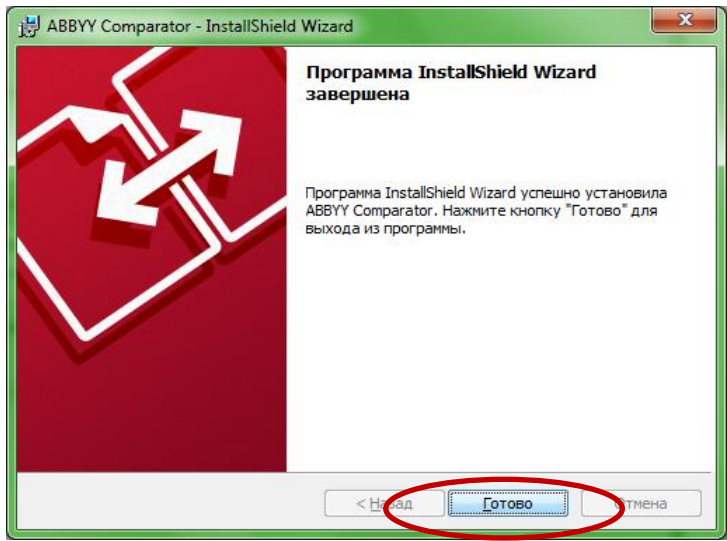 ABBYY Comparator - InstallShield Wizard
Программа InstallShield Wizard
завершена
Программа InstallShield Wizard успешно установила
ABBYY Comparator. Нажмите кнопку "Готово" для
выхода из программы.
< Назад Готово Отмена